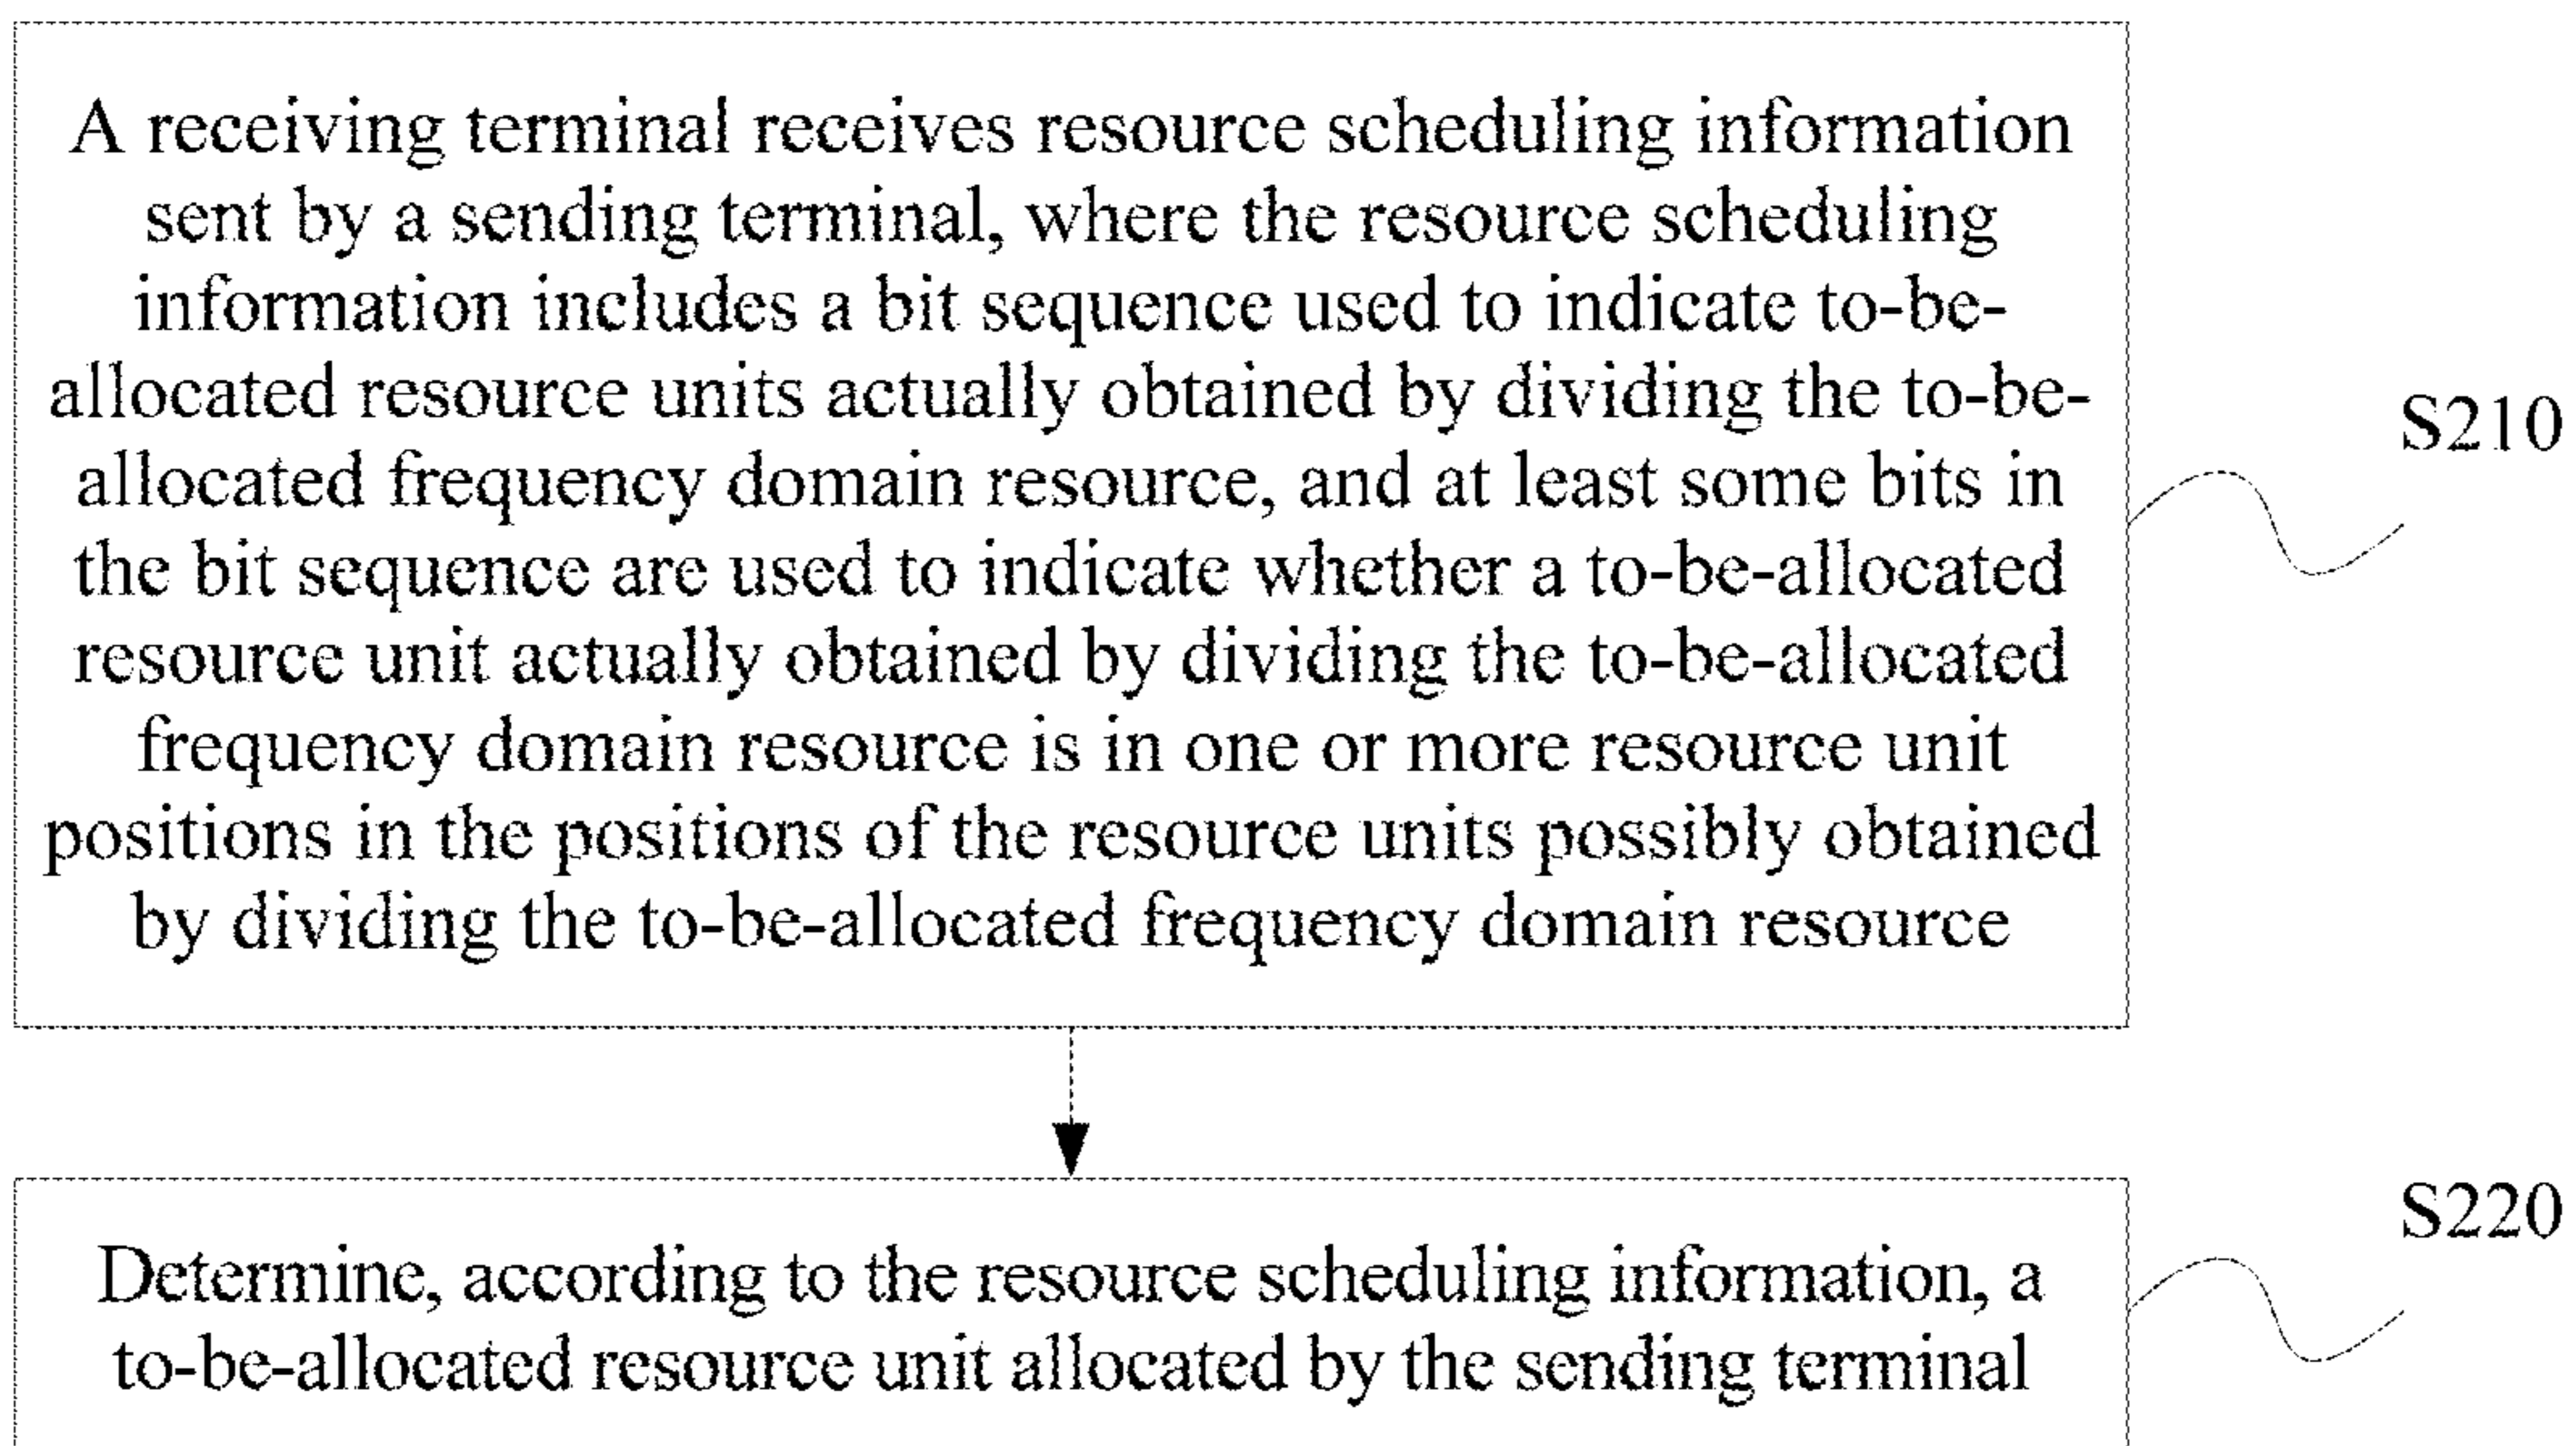 A receiving terminal receives resource scheduling information
sent by a sending terminal, where the resource scheduling
information includes a bit sequence used to indicate to-be-
allocated resource units actually obtained by dividing the to-be-
allocated frequency domain resource, and at least some bits in
the bit sequence are used to indicate whether a to-be-allocated
resource unit actually obtained by dividing the to-be-allocated
frequency domain resource is in one or more resource unit
positions in the positions of the resource units possibly obtained
by dividing the to-be-allocated frequency domain resource
S210
Determine, according to the resource scheduling information, a
to-be-allocated resource unit allocated by the sending terminal
S220